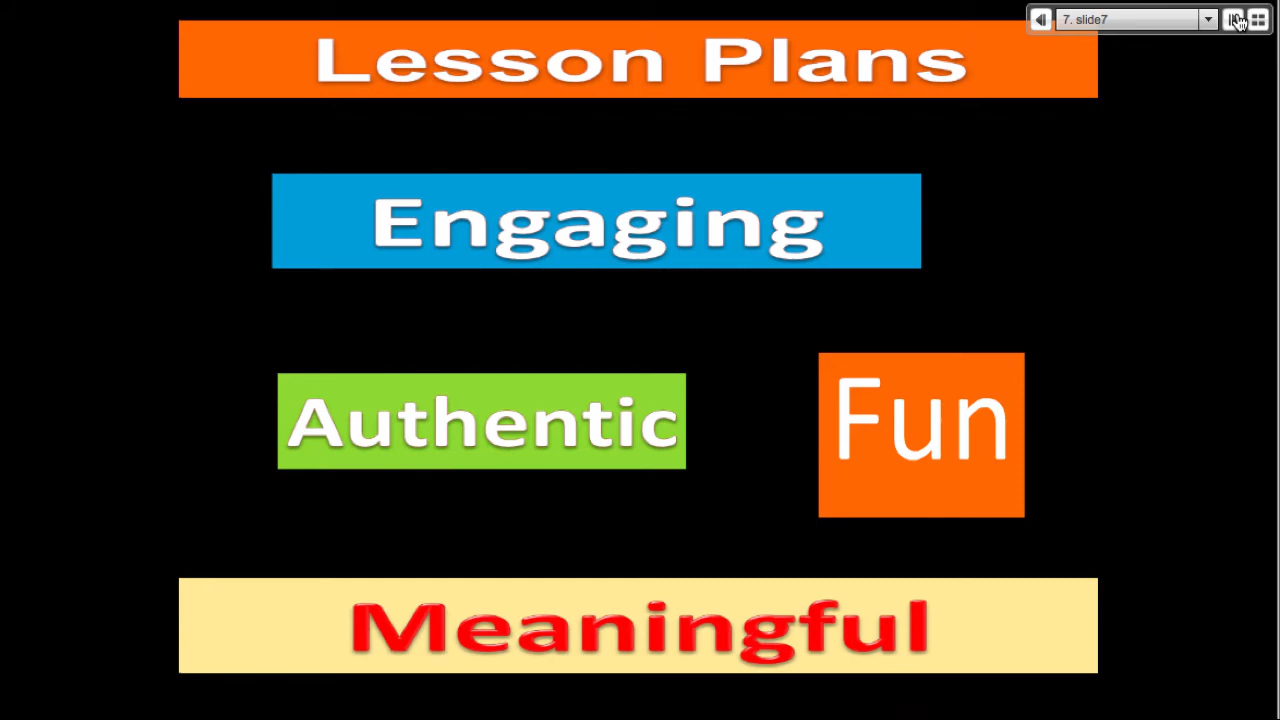 7. slide7
Lesson Plans
Engaging
Authentic
Fun
Meaningful